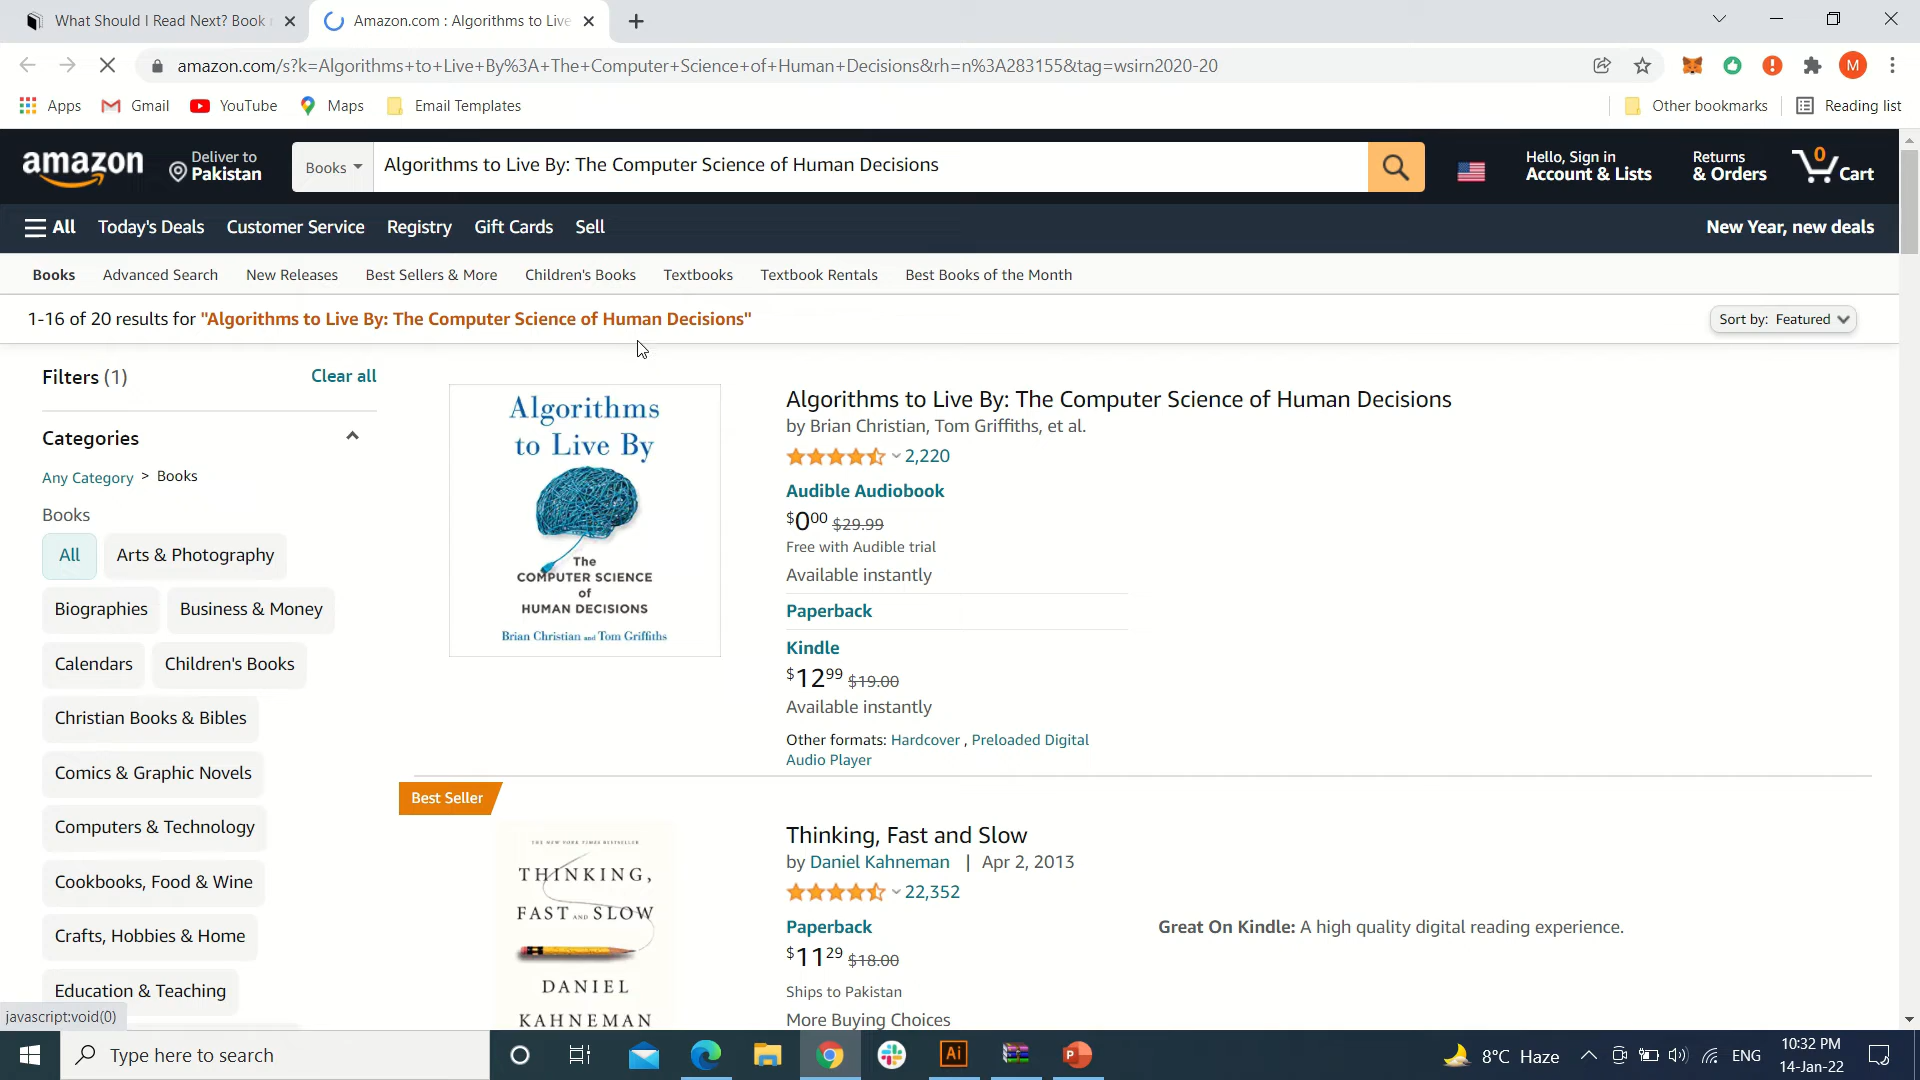 What Should I Read Next? Book
Amazon.com : Algorithms to Live
amazon.com/s?k=Algorithms+to+Live+By%3A+The+Computer+Science+of+Human+Decisions&rh=n%3A283155&tag=wsirn2020-20
M
Apps
Gmail
YouTube
Maps
Email Templates
Other bookmarks
Reading list
amazon
Deliver to
Pakistan
Books
Algorithms to Live By: The Computer Science of Human Decisions
Hello, Sign in
Account & Lists
Returns
& Orders
0
Cart
All
Today's Deals
Customer Service
Registry
Gift Cards
Sell
New Year, new deals
Books
Advanced Search
New Releases
Best Sellers & More
Children's Books
Textbooks
Textbook Rentals
Best Books of the Month
1-16 of 20 results for "Algorithms to Live By: The Computer Science of Human Decisions"
Sort by: Featured
Filters (1)
Clear all
Categories
Any Category > Books
Books
All
Arts & Photography
Biographies
Business & Money
Calendars
Children's Books
Christian Books & Bibles
Comics & Graphic Novels
Computers & Technology
Cookbooks, Food & Wine
Crafts, Hobbies & Home
Education & Teaching
javascript:void(0)
Algorithms
to Live By
The
COMPUTER SCIENCE
of
HUMAN DECISIONS
Brian Christian and Tom Griffiths
Algorithms to Live By: The Computer Science of Human Decisions
by Brian Christian, Tom Griffiths, et al.
2,220
Audible Audiobook
$0.00 $29.99
Free with Audible trial
Available instantly
Paperback
Kindle
$12.99 $19.00
Available instantly
Other formats: Hardcover , Preloaded Digital
Audio Player
Best Seller
THE NEW YORK TIMES BESTSELLER
THINKING,
FAST AND SLOW
DANIEL
KAHNEMAN
Thinking, Fast and Slow
by Daniel Kahneman | Apr 2, 2013
22,352
Paperback
$11.29 $18.00
Ships to Pakistan
More Buying Choices
Great On Kindle: A high quality digital reading experience.
Type here to search
Ai
P
8°C Haze
ENG
10:32 PM
14-Jan-22